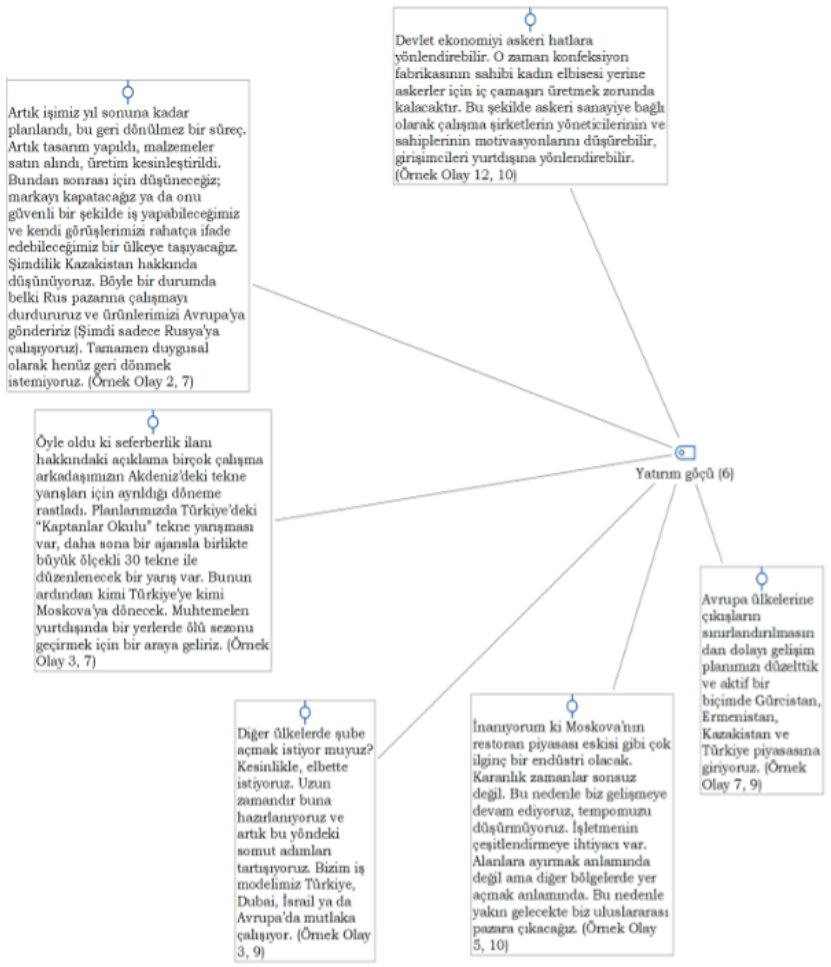 Devlet ekonomiyi askeri hatlara
yönlendirebilir. O zaman konfeksiyon
fabrikasının sahibi kadın elbisesi yerine
askerler için iç çamaşırı üretmek zorunda
kalacaktır. Bu şekilde askeri sanayiye bağlı
olarak çalışma şirketlerin yöneticilerinin ve
sahiplerinin motivasyonlarını düşürebilir,
girişimcileri yurtdışına yönlendirebilir.
(Örnek Olay 12, 10)
Artık işimiz yıl sonuna kadar
planlandı, bu geri dönülmez bir süreç.
Artık tasarım yapıldı, malzemeler
satın alındı, üretim kesinleştirildi.
Bundan sonrası için düşüneceğiz;
markayı kapatacağız ya da onu
güvenli bir şekilde iş yapabileceğimiz
ve kendi görüşlerimizi rahatça ifade
edebileceğimiz bir ülkeye taşıyacağız.
Şimdilik Kazakistan hakkında
düşünüyoruz. Böyle bir durumda
belki Rus pazarına çalışmayı
durdururuz ve ürünlerimizi Avrupa'ya
göndeririz (Şimdi sadece Rusya'ya
çalışıyoruz). Tamamen duygusal
olarak henüz geri dönmek
istemiyoruz. (Örnek Olay 2, 7)
Öyle oldu ki seferberlik ilanı
hakkındaki açıklama birçok çalışma
arkadaşımızın Akdeniz'deki tekne
yarışları için ayrıldığı döneme
rastladı. Planlarımızda Türkiye'deki
"Kaptanlar Okulu" tekne yarışması
var, daha sona bir ajansla birlikte
büyük ölçekli 30 tekne ile
düzenlenecek bir yarış var. Bunun
ardından kimi Türkiye'ye kimi
Moskova'ya dönecek. Muhtemelen
yurtdışında bir yerlerde ölü sezonu
geçirmek için bir araya geliriz. (Örnek
Olay 3, 7)
Yatırım göçü (6)
Diğer ülkelerde şube
açmak istiyor muyuz?
Kesinlikle, elbette
istiyoruz. Uzun
zamandır buna
hazırlanıyoruz ve
artık bu yöndeki
somut adımları
tartışıyoruz. Bizim iş
modelimiz Türkiye,
Dubai, İsrail ya da
Avrupa'da mutlaka
çalışıyor. (Örnek Olay
3, 9)
İnanıyorum ki Moskova'nın
restoran piyasası eskisi gibi çok
ilginç bir endüstri olacak.
Karanlık zamanlar sonsuz
değil. Bu nedenle biz gelişmeye
devam ediyoruz, tempomuzu
düşürmüyoruz. İşletmenin
çeşitlendirmeye ihtiyacı var.
Alanlara ayırmak anlamında
değil ama diğer bölgelerde yer
açmak anlamında. Bu nedenle
yakın gelecekte biz uluslararası
pazara çıkacağız. (Örnek Olay
5, 10)
Avrupa ülkelerine
çıkışların
sınırlandırılmasın
dan dolayı gelişim
planımızı düzelttik
ve aktif bir
biçimde Gürcistan,
Ermenistan,
Kazakistan ve
Türkiye piyasasına
giriyoruz. (Örnek
Olay 7, 9)